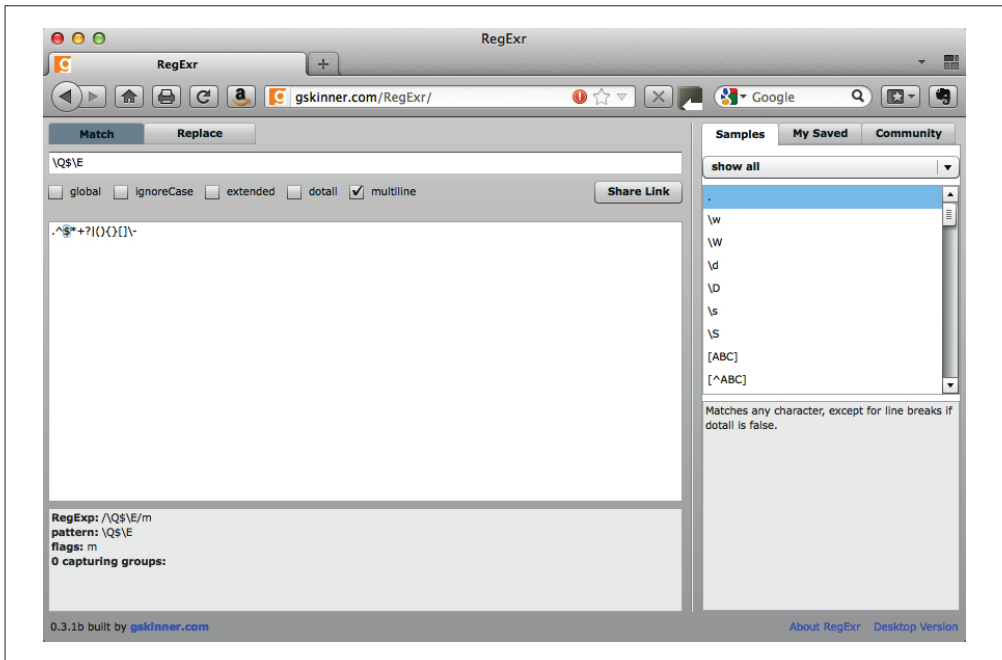 RegExr
RegExr
gskinner.com/RegExr/
Google
Match Replace
\Q$\E
global ignoreCase extended dotall multiline Share Link
.^$*+?|(){}[]\-
RegExp: /\Q$\E/m
pattern: \Q$\E
flags: m
0 capturing groups:
0.3.1b built by gskinner.com
Samples My Saved Community
show all
.
\w
\W
\d
\D
\s
\S
[ABC]
[^ABC]
Matches any character, except for line breaks if
dotall is false.
About RegExr Desktop Version